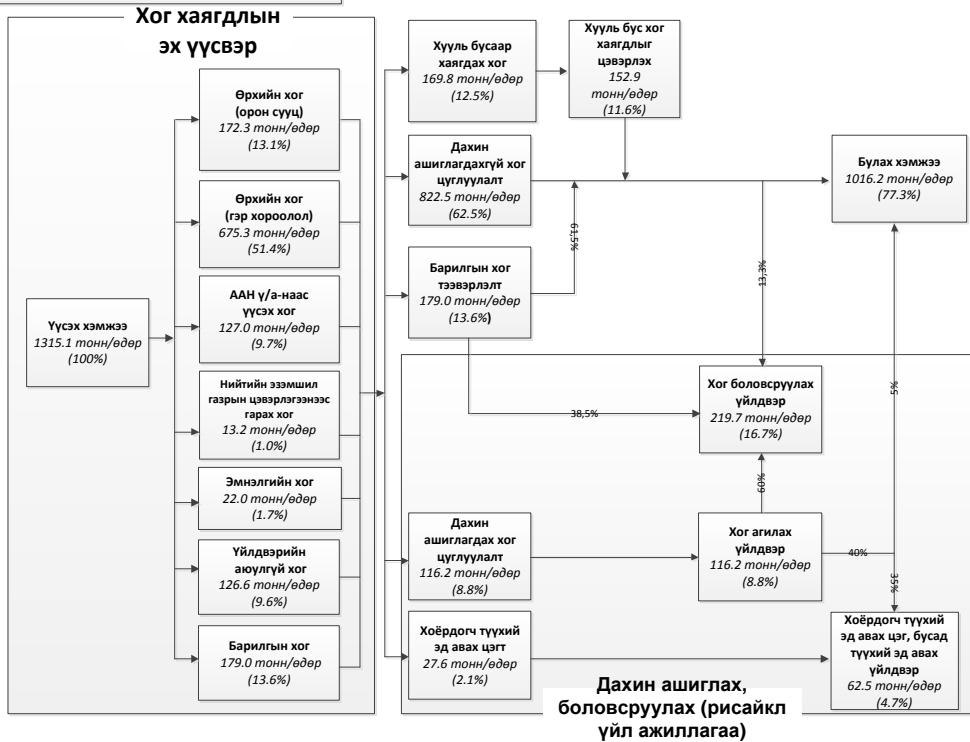 Хог хаягдлын
эх үүсвэр
Үүсэх хэмжээ
1315.1 тонн/өдөр
(100%)
Өрхийн хог
(орон сууц)
172.3 тонн/өдөр
(13.1%)
Өрхийн хог
(гэр хороолол)
675.3 тонн/өдөр
(51.4%)
ААН ү/а-наас
үүсэх хог
127.0 тонн/өдөр
(9.7%)
Нийтийн эзэмшил
газрын цэвэрлэгээнээс
гарах хог
13.2 тонн/өдөр
(1.0%)
Эмнэлгийн хог
22.0 тонн/өдөр
(1.7%)
Үйлдвэрийн
аюулгүй хог
126.6 тонн/өдөр
(9.6%)
Барилгын хог
179.0 тонн/өдөр
(13.6%)
Хууль бусаар
хаягдах хог
169.8 тонн/өдөр
(12.5%)
Хууль бус хог
хаягдлыг
цэвэрлэх
152.9
тонн/өдөр
(11.6%)
Дахин
ашиглагдахгүй хог
цуглуулалт
822.5 тонн/өдөр
(62.5%)
Булах хэмжээ
1016.2 тонн/өдөр
(77.3%)
61,5%
13,3%
Барилгын хог
тээвэрлэлт
179.0 тонн/өдөр
(13.6%)
38,5%
Хог боловсруулах
үйлдвэр
219.7 тонн/өдөр
(16.7%)
5%
60%
Дахин
ашиглагдах хог
цуглуулалт
116.2 тонн/өдөр
(8.8%)
Хог агилах
үйлдвэр
116.2 тонн/өдөр
(8.8%)
40%
35%
Хоёрдогч түүхий
эд авах цэгт
27.6 тонн/өдөр
(2.1%)
Хоёрдогч түүхий
эд авах цэг, бусад
түүхий эд авах
үйлдвэр
62.5 тонн/өдөр
(4.7%)
Дахин ашиглах,
боловсруулах (рисайкл
үйл ажиллагаа)